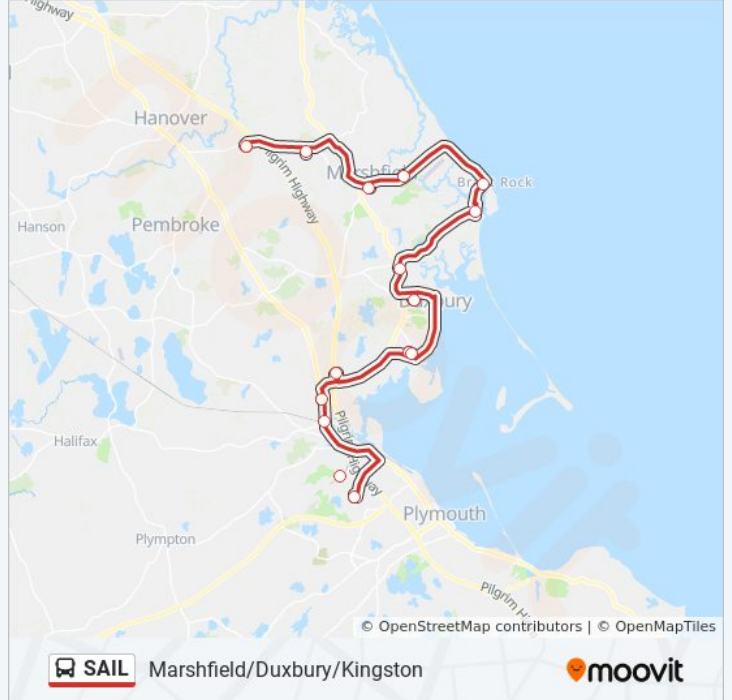 Highway
Hanover
Pilgrim Highway
Marshfield
Brant Rock
Hanson
Pembroke
Duxbury
Halifax
Pilgrim Highway
Plymouth
Plympton
Pilgrim Hi
© OpenStreetMap contributors | © OpenMapTiles
SAIL Marshfield/Duxbury/Kingston
moovit